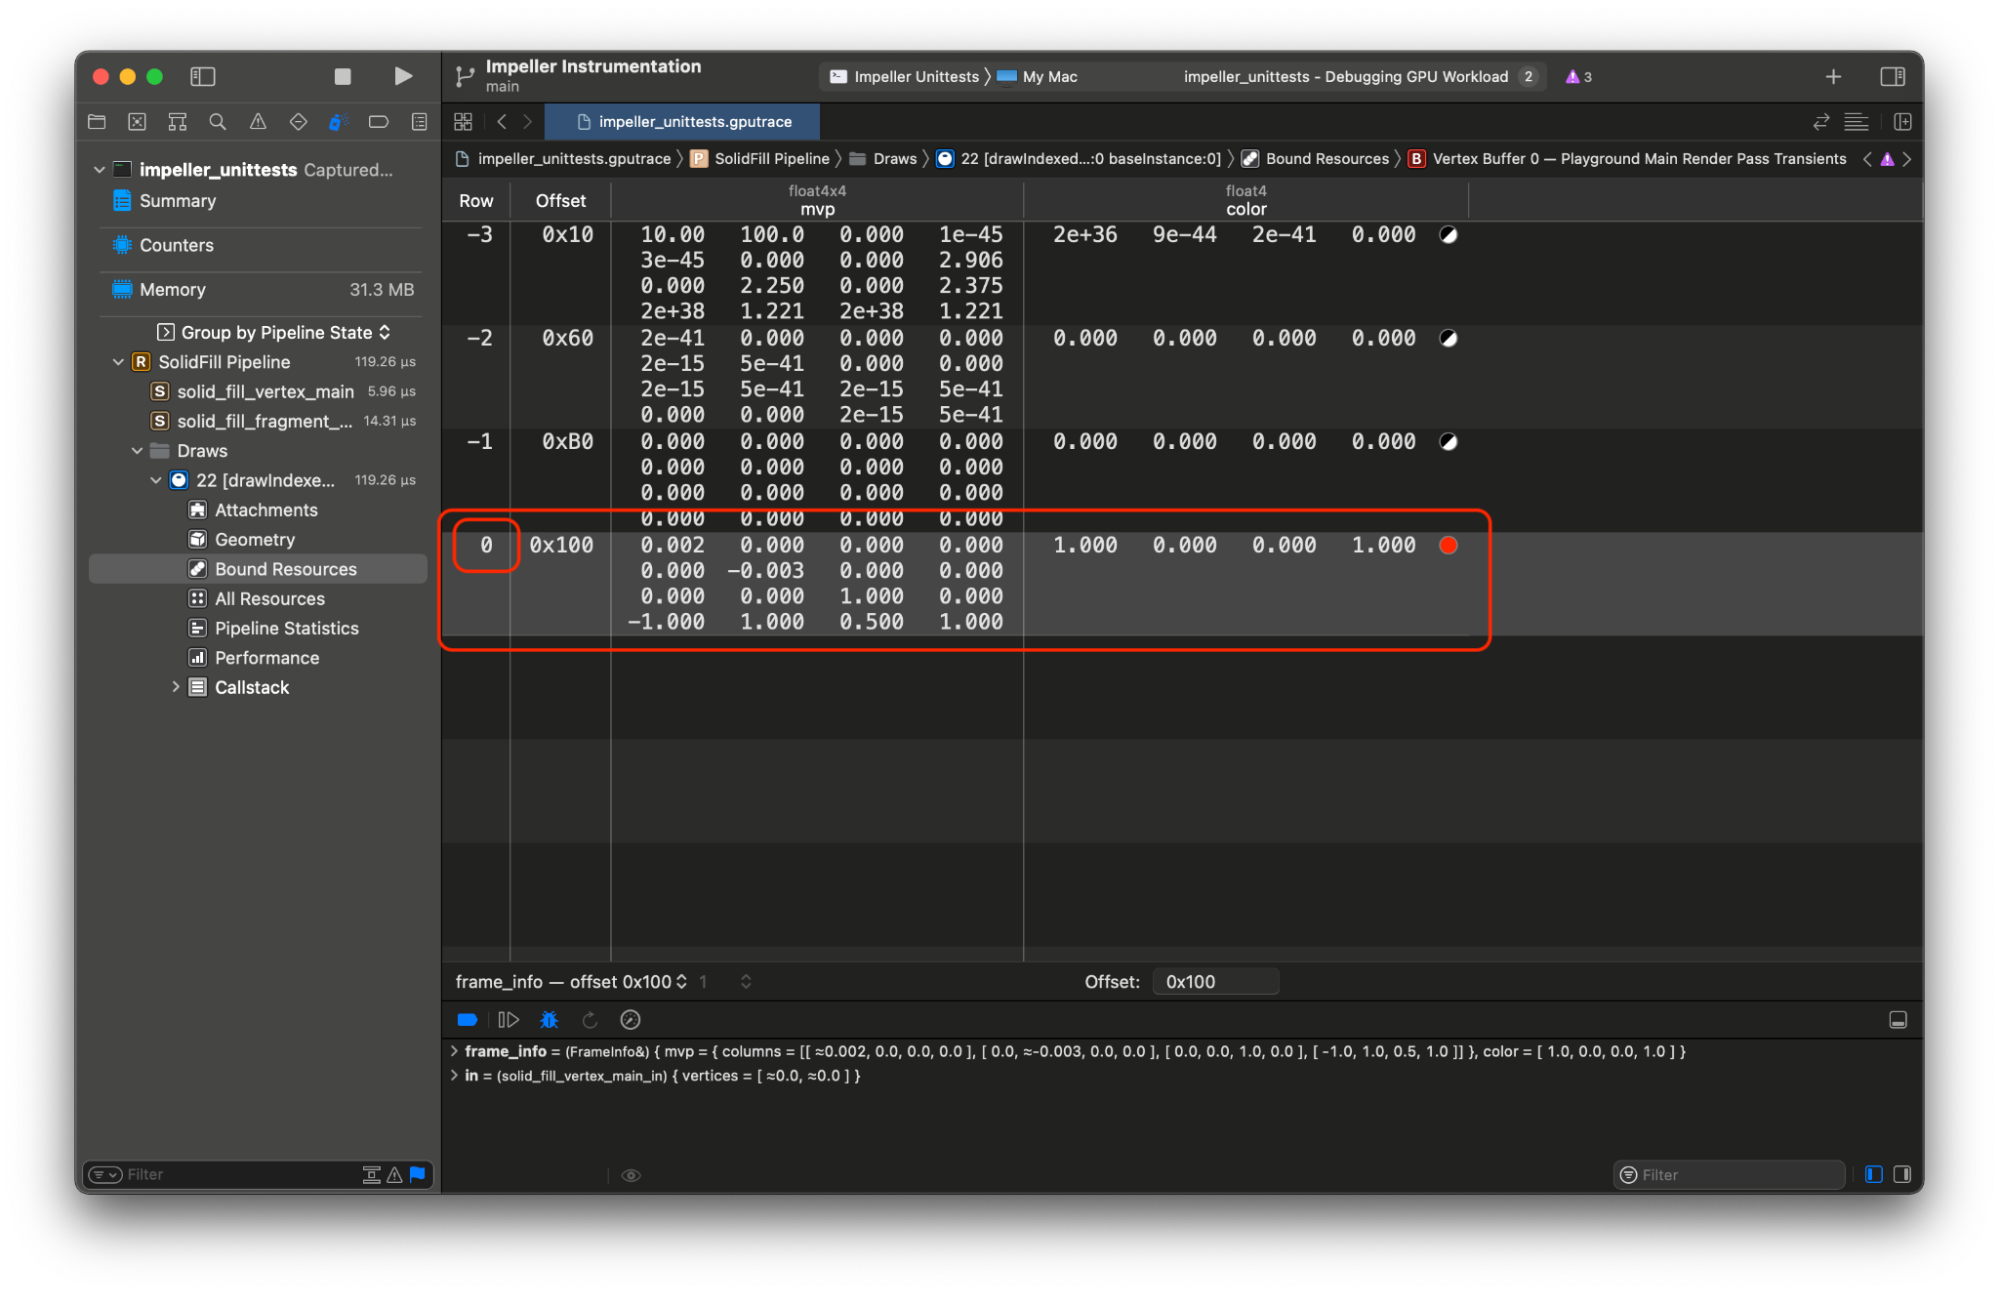 Impeller Instrumentation
main
Impeller Unittests 〉 My Mac
impeller_unittests - Debugging GPU Workload 2
3
impeller_unittests.gputrace
impeller_unittests Captured...
Summary
Counters
Memory 31.3 MB
Group by Pipeline State
R SolidFill Pipeline 119.26 µs
S solid_fill_vertex_main 5.96 µs
S solid_fill_fragment_... 14.31 µs
Draws
22 [drawIndexe... 119.26 µs
Attachments
Geometry
Bound Resources
All Resources
Pipeline Statistics
Performance
Callstack
Filter
impeller_unittests.gputrace 〉 P SolidFill Pipeline 〉 Draws 〉 22 [drawIndexed...:0 baseInstance:0] 〉 Bound Resources 〉 B Vertex Buffer 0 — Playground Main Render Pass Transients
Row Offset float4x4 mvp float4 color
−3 0x10 10.00 100.0 0.000 1e−45 2e+36 9e−44 2e−41 0.000
3e−45 0.000 0.000 2.906
0.000 2.250 0.000 2.375
2e+38 1.221 2e+38 1.221
−2 0x60 2e−41 0.000 0.000 0.000 0.000 0.000 0.000 0.000
2e−15 5e−41 0.000 0.000
2e−15 5e−41 2e−15 5e−41
0.000 0.000 2e−15 5e−41
−1 0xB0 0.000 0.000 0.000 0.000 0.000 0.000 0.000 0.000
0.000 0.000 0.000 0.000
0.000 0.000 0.000 0.000
0.000 0.000 0.000 0.000
0 0x100 0.002 0.000 0.000 0.000 1.000 0.000 0.000 1.000
0.000 −0.003 0.000 0.000
0.000 0.000 1.000 0.000
−1.000 1.000 0.500 1.000
frame_info — offset 0x100 1
Offset: 0x100
frame_info = (FrameInfo&) { mvp = { columns = [[ ≈0.002, 0.0, 0.0, 0.0 ], [ 0.0, ≈-0.003, 0.0, 0.0 ], [ 0.0, 0.0, 1.0, 0.0 ], [ -1.0, 1.0, 0.5, 1.0 ]] }, color = [ 1.0, 0.0, 0.0, 1.0 ] }
in = (solid_fill_vertex_main_in) { vertices = [ ≈0.0, ≈0.0 ] }
Filter